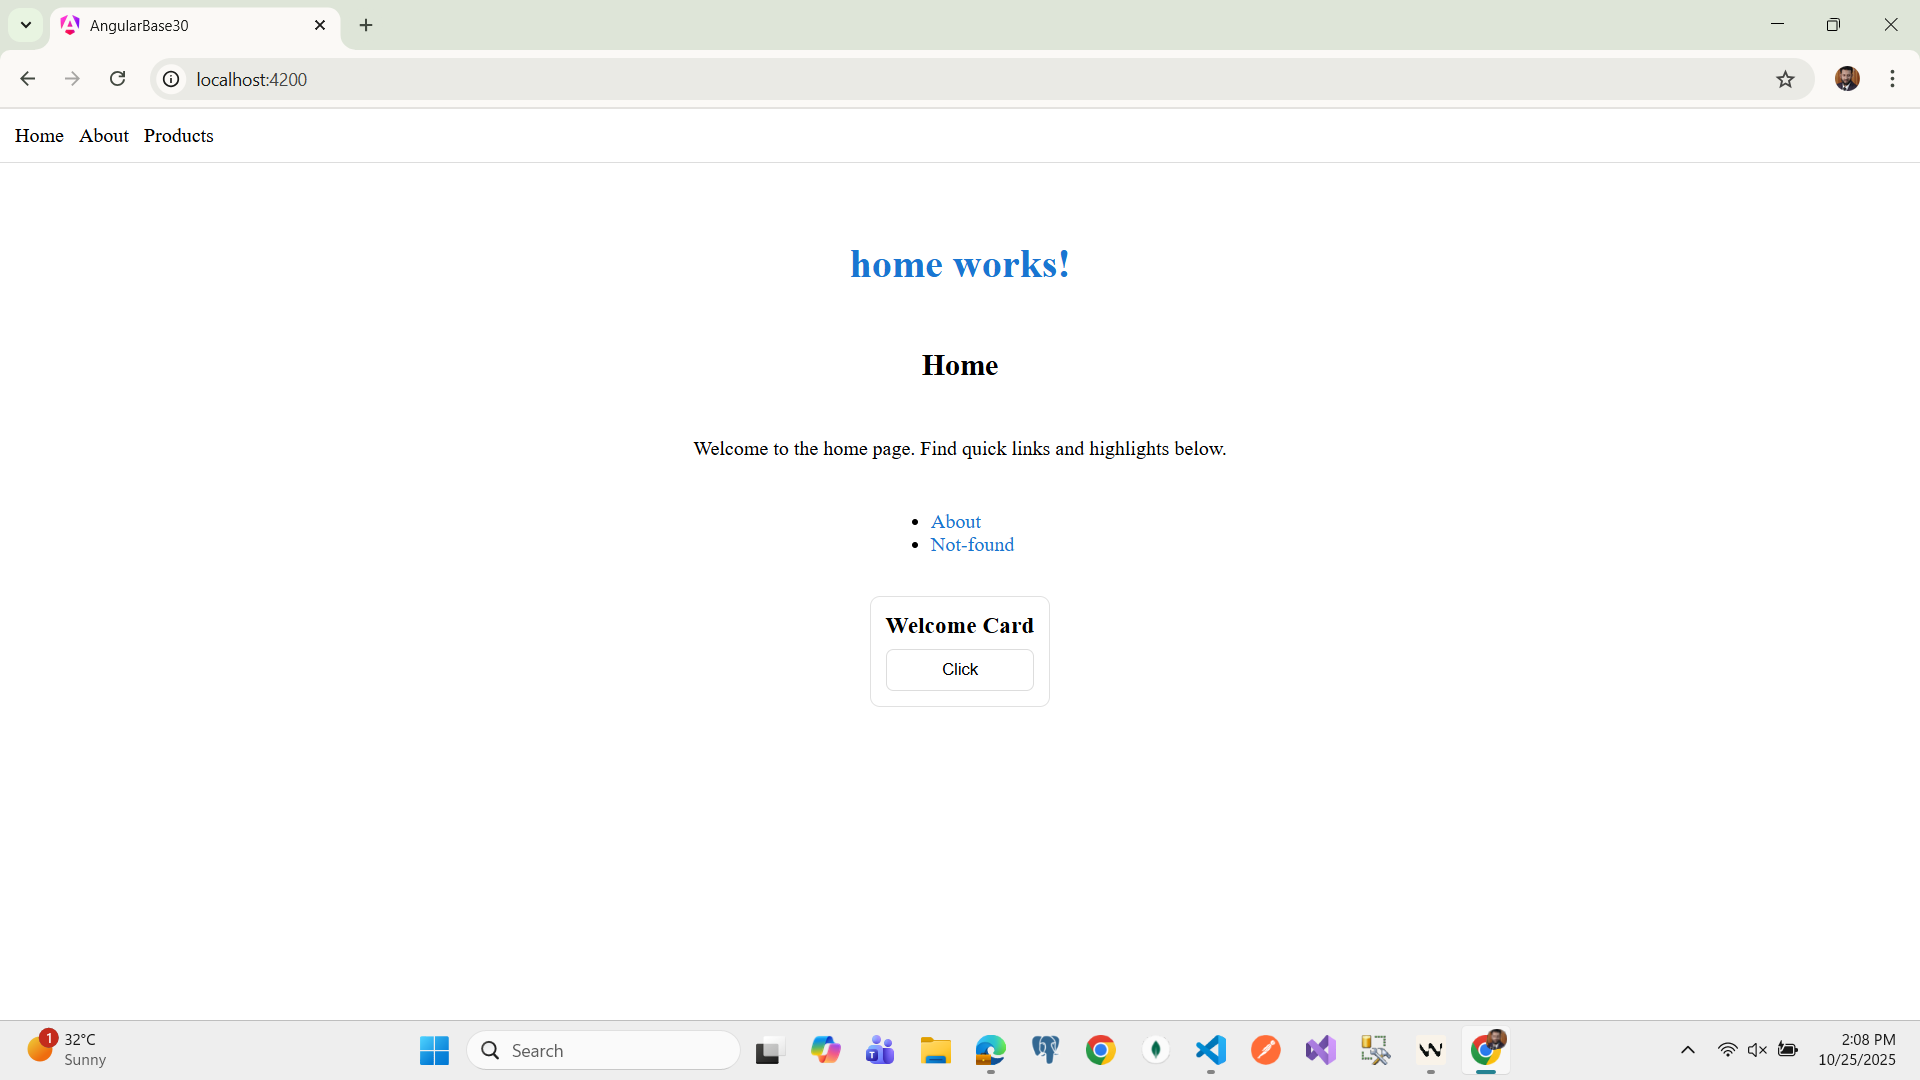 AngularBase30
localhost:4200
Home About Products
home works!
Home
Welcome to the home page. Find quick links and highlights below.
About
Not-found
Welcome Card
Click
1
32°C
Sunny
Search
2:08 PM
10/25/2025